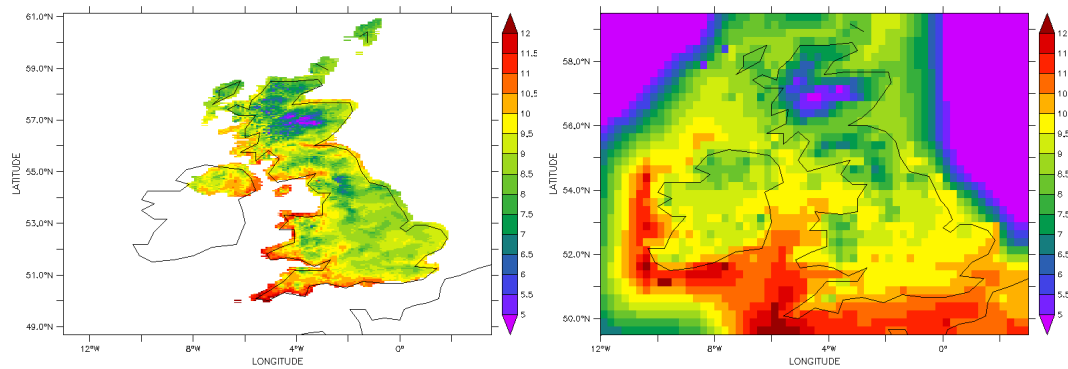 61.0°N
59.0°N
57.0°N
55.0°N
53.0°N
51.0°N
49.0°N
LATITUDE
12°W
8°W
4°W
0°
LONGITUDE
12
11.5
11
10.5
10
9.5
9
8.5
8
7.5
7
6.5
6
5.5
5
58.0°N
56.0°N
54.0°N
52.0°N
50.0°N
LATITUDE
12°W
8°W
4°W
0°
LONGITUDE
12
11.5
11
10.5
10
9.5
9
8.5
8
7.5
7
6.5
6
5.5
5